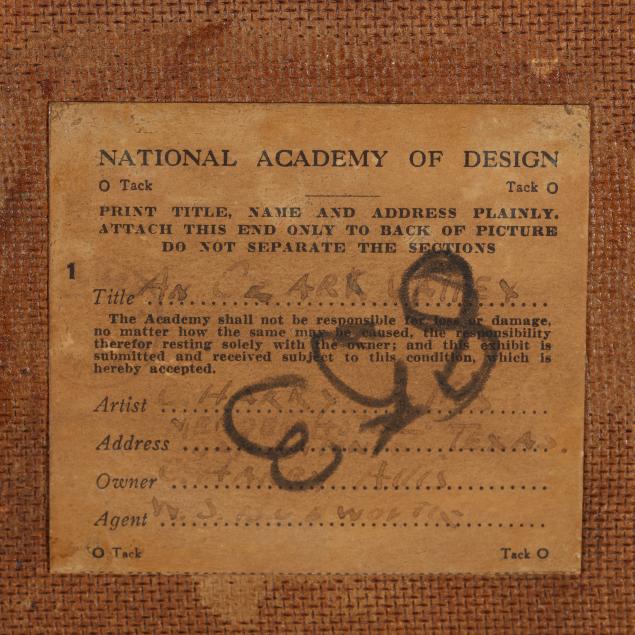 NATIONAL ACADEMY OF DESIGN
Tack Tack
PRINT TITLE, NAME AND ADDRESS PLAINLY.
ATTACH THIS END ONLY TO BACK OF PICTURE
DO NOT SEPARATE THE SECTIONS
1
Title
The Academy shall not be responsible for loss or damage,
no matter how the same may be caused, the responsibility
therefor resting solely with the owner; and this exhibit is
submitted and received subject to this condition, which is
hereby accepted.
Artist HARRY
Address TEXAS.
Owner
Agent W. S.
Tack Tack